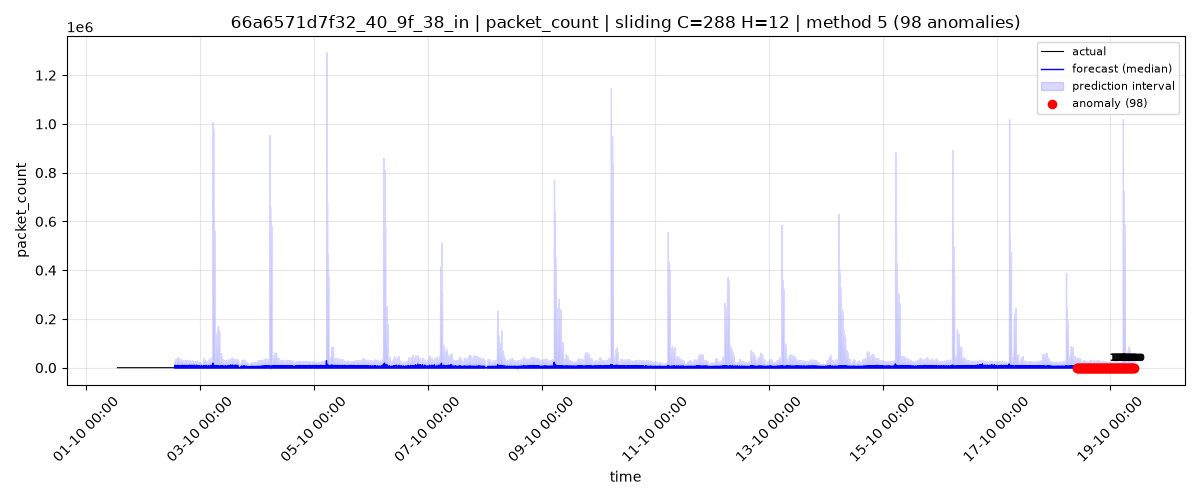 66a6571d7f32_40_9f_38_in | packet_count | sliding C=288 H=12 | method 5 (98 anomalies)
1e6
actual
forecast (median)
prediction interval
anomaly (98)
1.2
1.0
0.8
0.6
0.4
0.2
0.0
packet_count
01-10 00:00
03-10 00:00
05-10 00:00
07-10 00:00
09-10 00:00
11-10 00:00
13-10 00:00
15-10 00:00
17-10 00:00
19-10 00:00
time